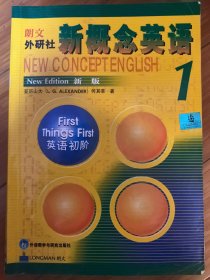 朗文
外研社
新概念英语
NEW CONCEPT ENGLISH
New Edition 新 版
1
亚历山大 (L. G. ALEXANDER) 何其莘 著
First
Things First
英语初阶
外语教学与研究出版社
LONGMAN 朗文